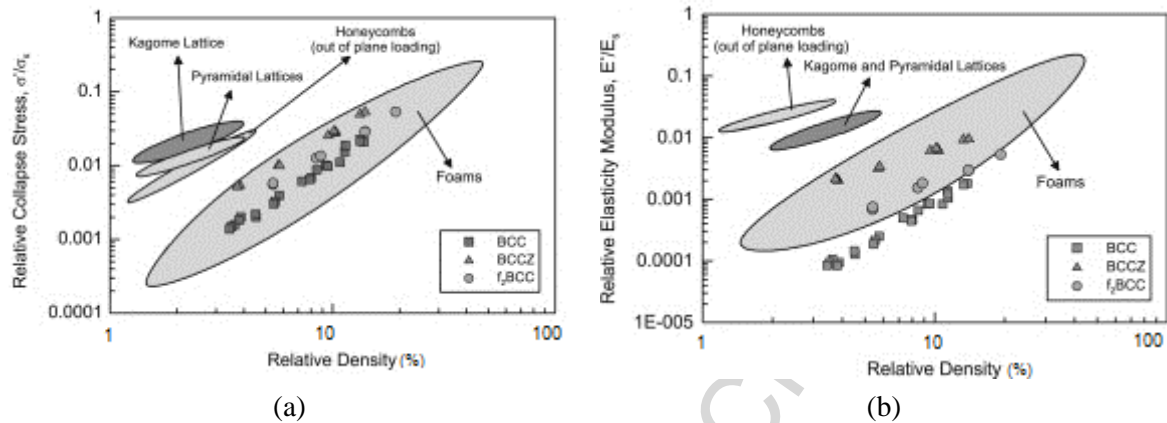 (a)
1
0.1
0.01
0.001
0.0001
Relative Collapse Stress, σ*/σs
Kagome Lattice
Pyramidal Lattices
Honeycombs
(out of plane loading)
Foams
BCC
BCCZ
f2BCC
1
10
100
Relative Density (%)
(b)
1
0.1
0.01
0.001
0.0001
1E-005
Relative Elasticity Modulus, E*/Es
Honeycombs
(out of plane loading)
Kagome and Pyramidal Lattices
Foams
BCC
BCCZ
f2BCC
1
10
100
Relative Density (%)
(a)
(b)